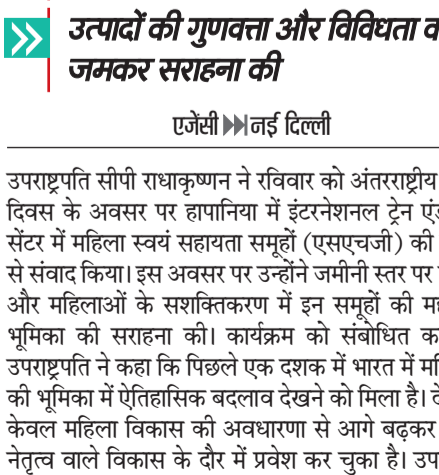 उत्पादों की गुणवत्ता और विविधता
जमकर सराहना की
एजेंसी नई दिल्ली
उपराष्ट्रपति सीपी राधाकृष्णन ने रविवार को अंतरराष्ट्रीय
दिवस के अवसर पर हापानिया में इंटरनेशनल ट्रेन
सेंटर में महिला स्वयं सहायता समूहों (एसएचजी) की
से संवाद किया। इस अवसर पर उन्होंने जमीनी स्तर पर
और महिलाओं के सशक्तिकरण में इन समूहों की
भूमिका की सराहना की। कार्यक्रम को संबोधित
उपराष्ट्रपति ने कहा कि पिछले एक दशक में भारत में
की भूमिका में ऐतिहासिक बदलाव देखने को मिला है।
केवल महिला विकास की अवधारणा से आगे बढ़कर
नेतृत्व वाले विकास के दौर में प्रवेश कर चुका है।